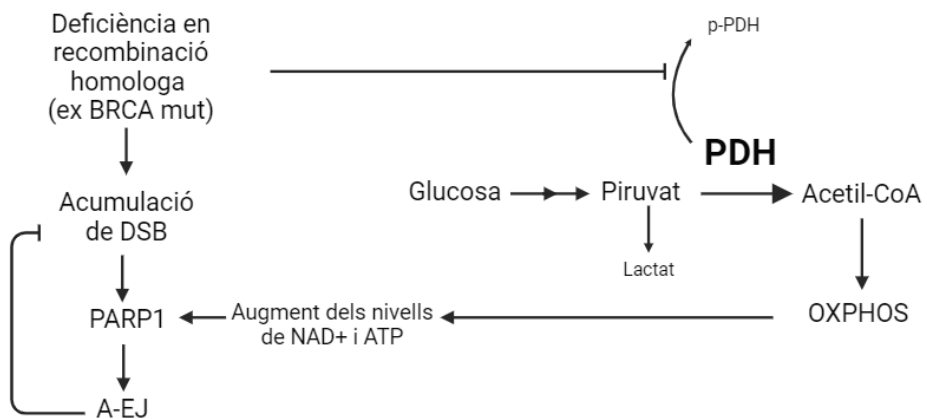 Deficiència en
recombinació
homologa
(ex BRCA mut)
p-PDH
PDH
Glucosa
Piruvat
Acetil-CoA
Acumulació
de DSB
Lactat
PARP1
Augment dels nivells
de NAD+ i ATP
OXPHOS
A-EJ